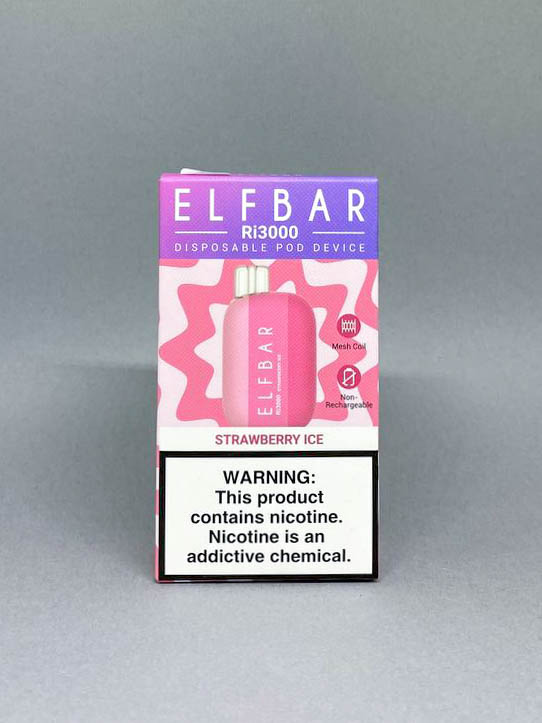 ELFBAR
Ri3000
DISPOSABLE POD DEVICE
ELFBAR
Ri3000
Mesh Coil
Non-
Rechargeable
STRAWBERRY ICE
WARNING:
This product
contains nicotine.
Nicotine is an
addictive chemical.